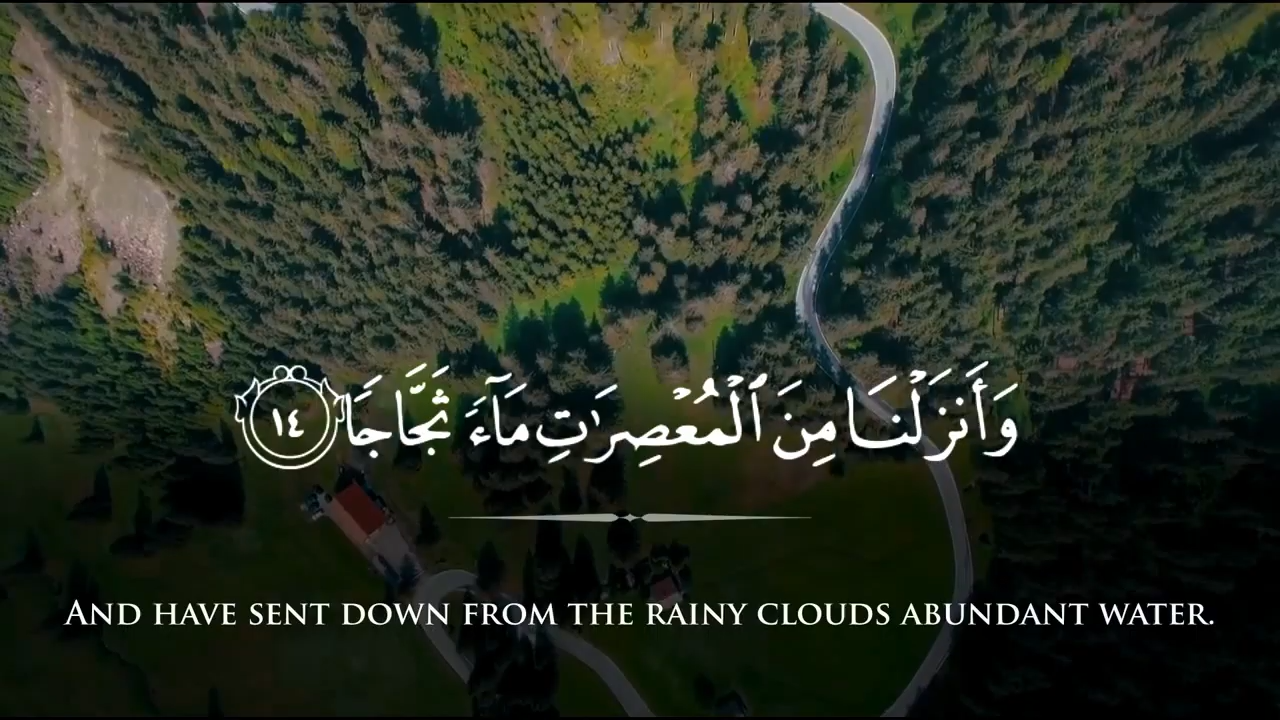 وَأَنزَلْنَا مِنَ ٱلْمُعْصِرَٰتِ مَآءً ثَجَّاجًا ١٤
AND HAVE SENT DOWN FROM THE RAINY CLOUDS ABUNDANT WATER.